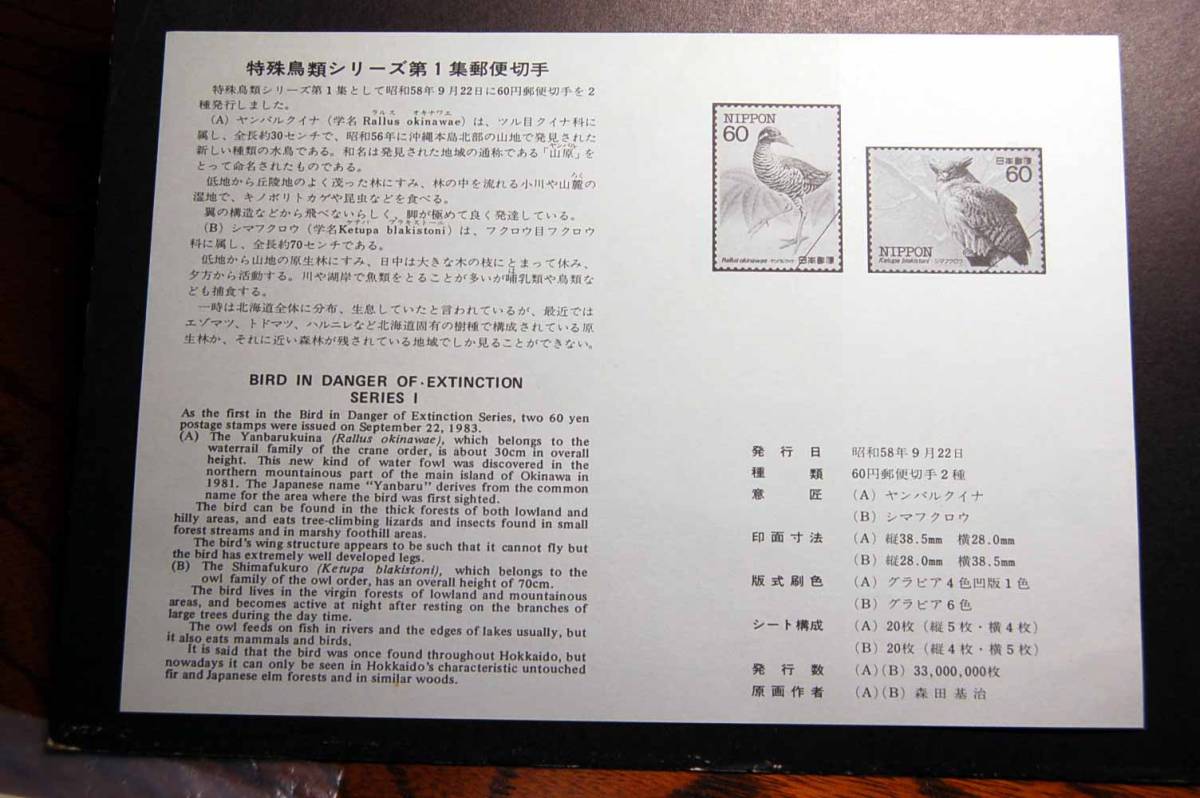 特殊鳥類シリーズ第1集郵便切手
特殊鳥類シリーズ第1集として昭和58年9月22日に60円郵便切手を2
種発行しました。
ラルス オキナワエ
(A) ヤンバルクイナ（学名 Rallus okinawae）は、ツル目クイナ科に
属し、全長約30センチで、昭和56年に沖縄本島北部の山地で発見された
ヤンバル
新しい種類の水鳥である。和名は発見された地域の通称である「山原」を
とって命名されたものである。
ろく
低地から丘陵地のよく茂った林にすみ、林の中を流れる小川や山麓の
湿地で、キノボリトカゲや昆虫などを食べる。
翼の構造などから飛べないらしく、脚が極めて良く発達している。
ケテパ ブラキストーニ
(B) シマフクロウ（学名Ketupa blakistoni）は、フクロウ目フクロウ
科に属し、全長約70センチである。
低地から山地の原生林にすみ、日中は大きな木の枝にとまって休み、
夕方から活動する。川や湖岸で魚類をとることが多いが哺乳類や鳥類な
ども捕食する。
一時は北海道全体に分布、生息していたと言われているが、最近では
エゾマツ、トドマツ、ハルニレなど北海道固有の樹種で構成されている原
生林か、それに近い森林が残されている地域でしか見ることができない。
BIRD IN DANGER OF·EXTINCTION
SERIES I
As the first in the Bird in Danger of Extinction Series, two 60 yen
postage stamps were issued on September 22, 1983.
(A) The Yanbarukuina (Rallus okinawae), which belongs to the
waterrail family of the crane order, is about 30cm in overall
height. This new kind of water fowl was discovered in the
northern mountainous part of the main island of Okinawa in
1981. The Japanese name “Yanbaru” derives from the common
name for the area where the bird was first sighted.
The bird can be found in the thick forests of both lowland and
hilly areas, and eats tree-climbing lizards and insects found in small
forest streams and in marshy foothill areas.
The bird's wing structure appears to be such that it cannot fly but
the bird has extremely well developed legs.
(B) The Shimafukuro (Ketupa blakistoni), which belongs to the
owl family of the owl order, has an overall height of 70cm.
The bird lives in the virgin forests of lowland and mountainous
areas, and becomes active at night after resting on the branches of
large trees during the day time.
The owl feeds on fish in rivers and the edges of lakes usually, but
it also eats mammals and birds.
It is said that the bird was once found throughout Hokkaido, but
nowadays it can only be seen in Hokkaido's characteristic untouched
fir and Japanese elm forests and in similar woods.
NIPPON
60
Rallus okinawae・ヤンバルクイナ 日本郵便
日本郵便
60
NIPPON
Ketupa blakistoni・シマフクロウ
発行日 昭和58年9月22日
種類 60円郵便切手2種
意匠 (A) ヤンバルクイナ
(B) シマフクロウ
印面寸法 (A) 縦38.5mm 横28.0mm
(B) 縦28.0mm 横38.5mm
版式刷色 (A) グラビア4色凹版1色
(B) グラビア6色
シート構成 (A) 20枚（縦5枚・横4枚）
(B) 20枚（縦4枚・横5枚）
発行数 (A)(B) 33,000,000枚
原画作者 (A)(B) 森田基治